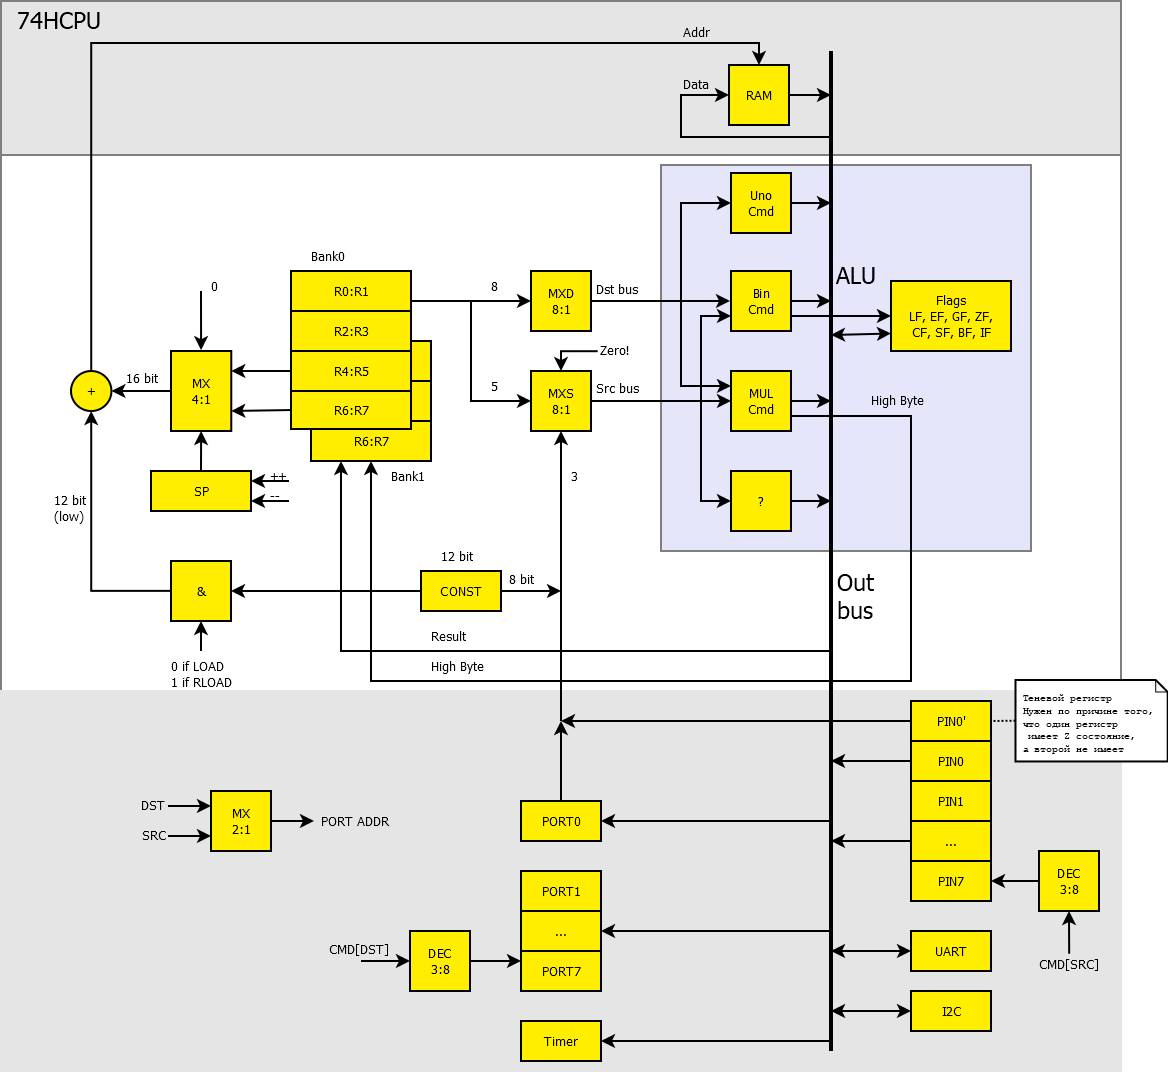 74HCPU
Addr
Data
RAM
Uno
Cmd
ALU
Bank0
0
R0:R1
R2:R3
R4:R5
R6:R7
R6:R7
Bank1
8
MXD
8:1
Dst bus
Bin
Cmd
Flags
LF, EF, GF, ZF,
CF, SF, BF, IF
Zero!
5
MXS
8:1
Src bus
MUL
Cmd
High Byte
+
16 bit
MX
4:1
SP
++
--
3
?
12 bit
(low)
&
12 bit
CONST
8 bit
Out
bus
0 if LOAD
1 if RLOAD
Result
High Byte
PIN0'
PIN0
PIN1
...
PIN7
Теневой регистр
Нужен по причине того,
что один регистр
имеет Z состояние,
а второй не имеет
DST
SRC
MX
2:1
PORT ADDR
PORT0
PORT1
...
PORT7
DEC
3:8
CMD[SRC]
CMD[DST]
DEC
3:8
UART
I2C
Timer